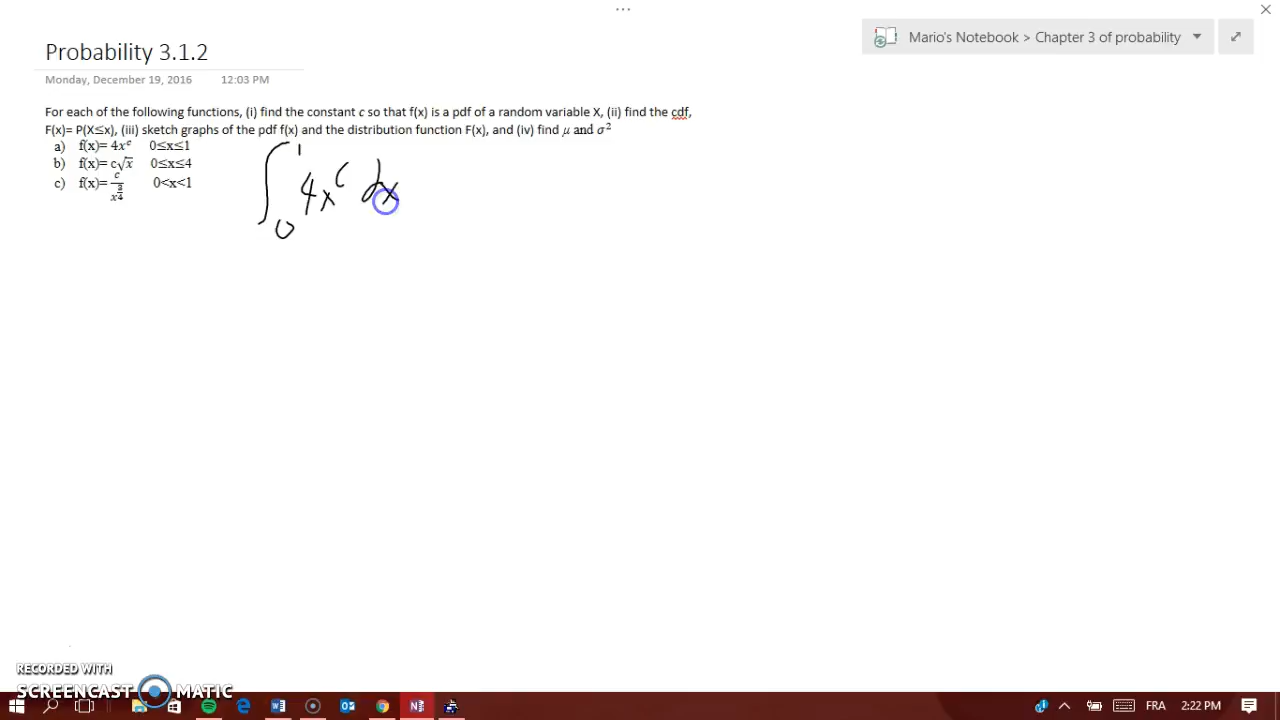 ...
Mario's Notebook > Chapter 3 of probability
Probability 3.1.2
Monday, December 19, 2016 12:03 PM
For each of the following functions, (i) find the constant c so that f(x) is a pdf of a random variable X, (ii) find the cdf,
F(x)= P(X≤x), (iii) sketch graphs of the pdf f(x) and the distribution function F(x), and (iv) find μ and σ²
a) f(x)= 4xᶜ 0≤x≤1
b) f(x)= c√x 0≤x≤4
c) f(x)= c/x^(3/4) 0<x<1
∫₀¹ 4xᶜ dx
RECORDED WITH
SCREENCAST MATIC
FRA 2:22 PM